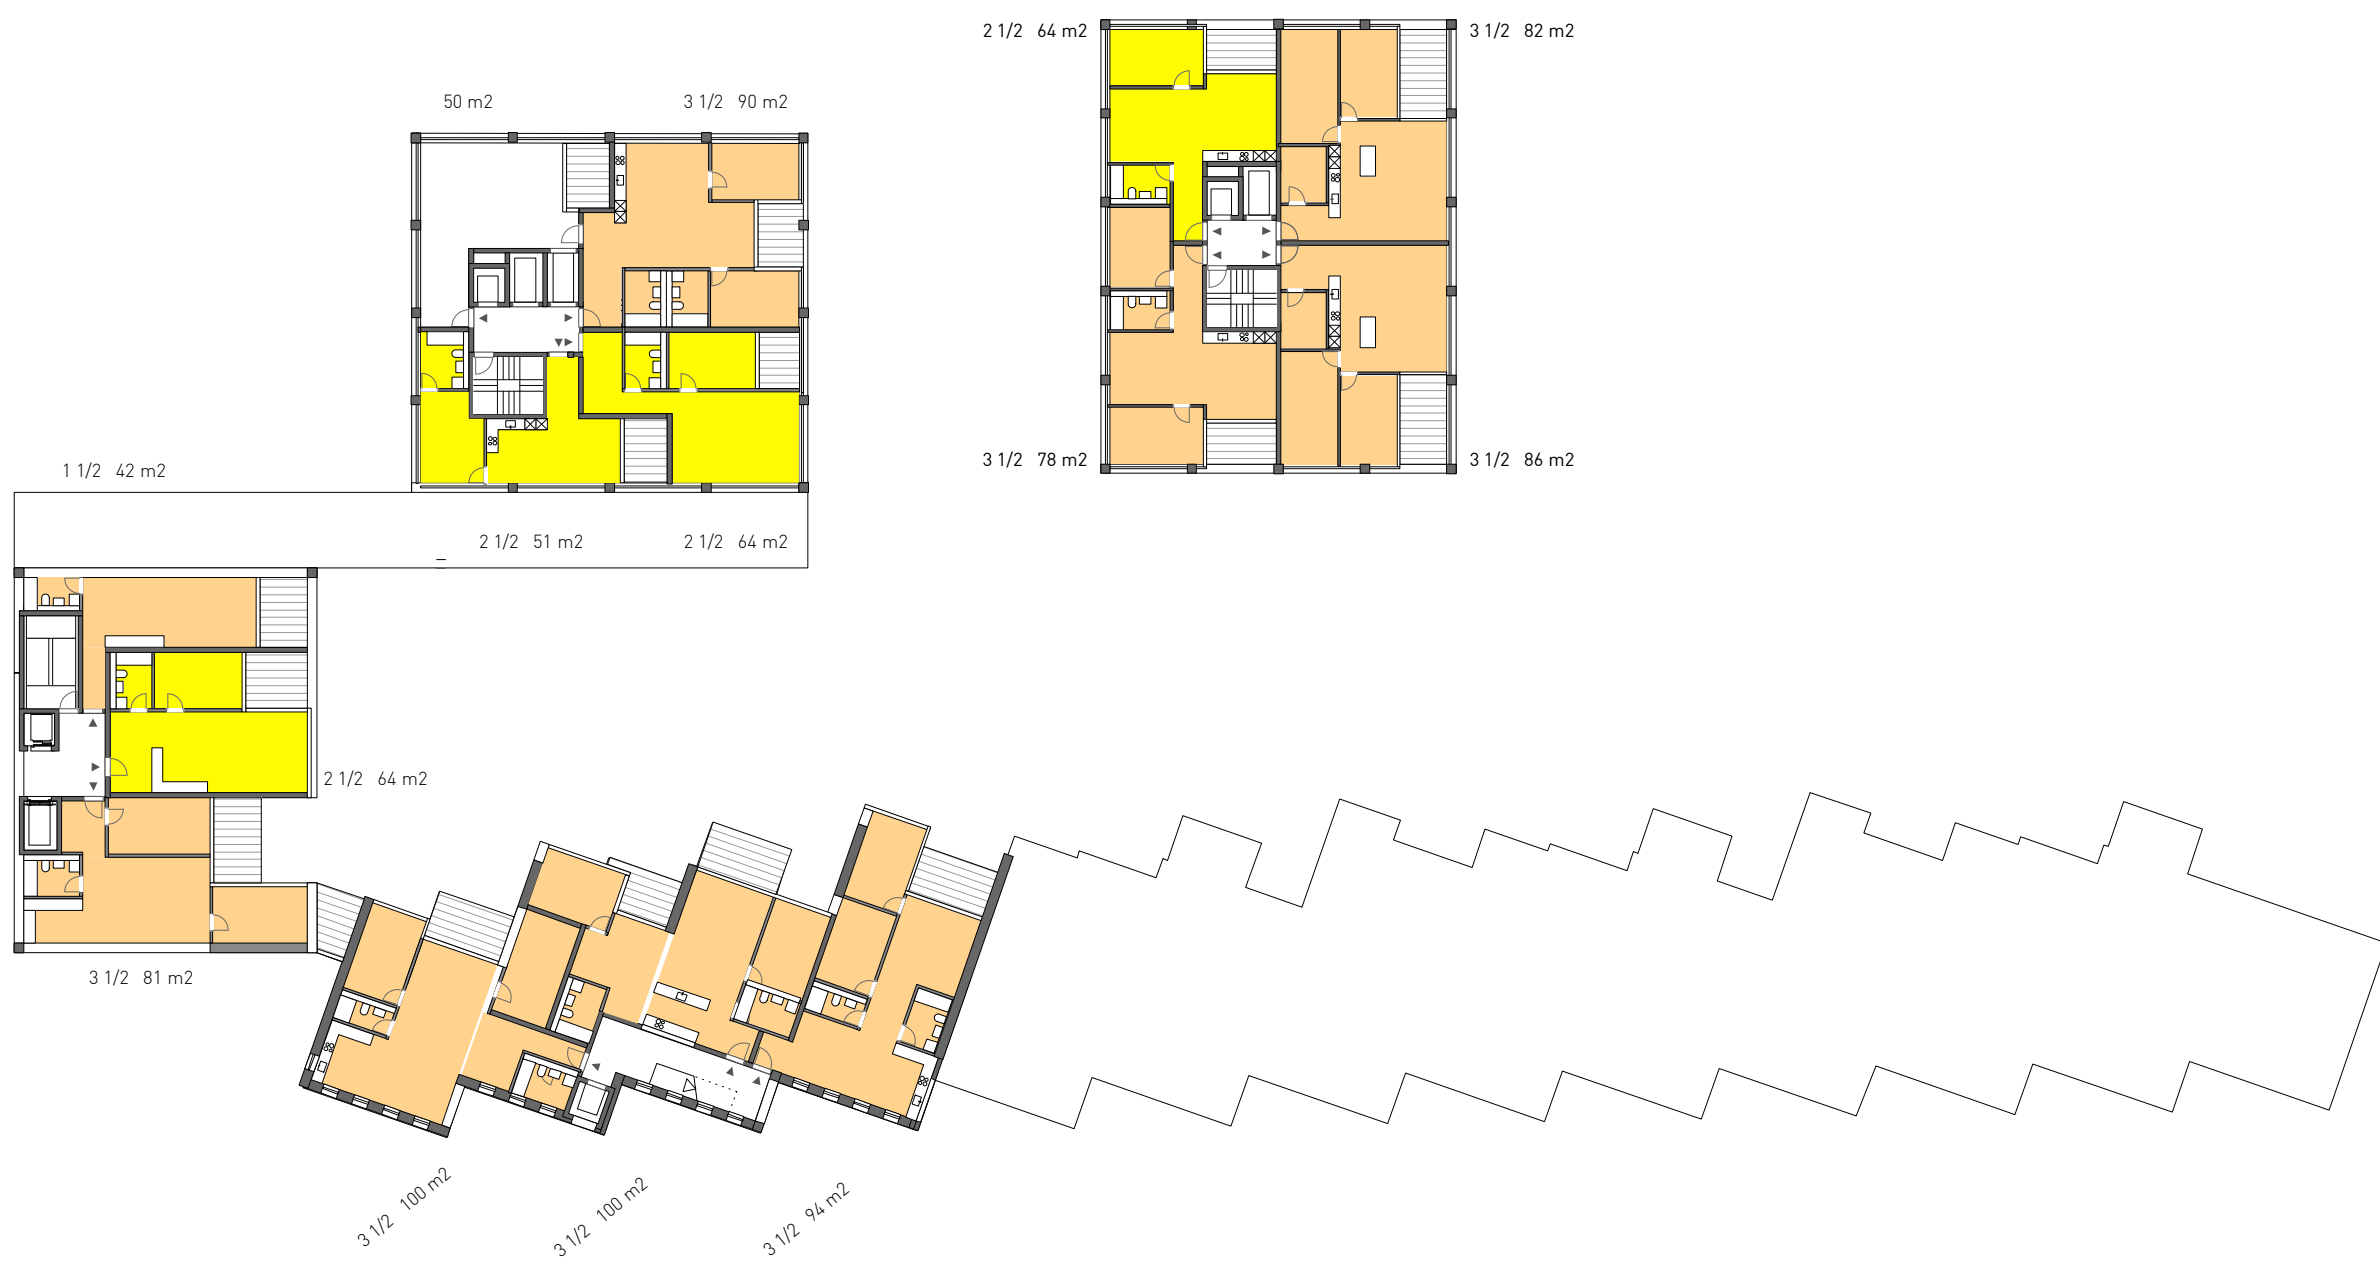 2 1/2 64 m2
3 1/2 82 m2
50 m2
3 1/2 90 m2
3 1/2 78 m2
3 1/2 86 m2
1 1/2 42 m2
2 1/2 51 m2
2 1/2 64 m2
2 1/2 64 m2
3 1/2 81 m2
3 1/2 100 m2
3 1/2 100 m2
3 1/2 94 m2